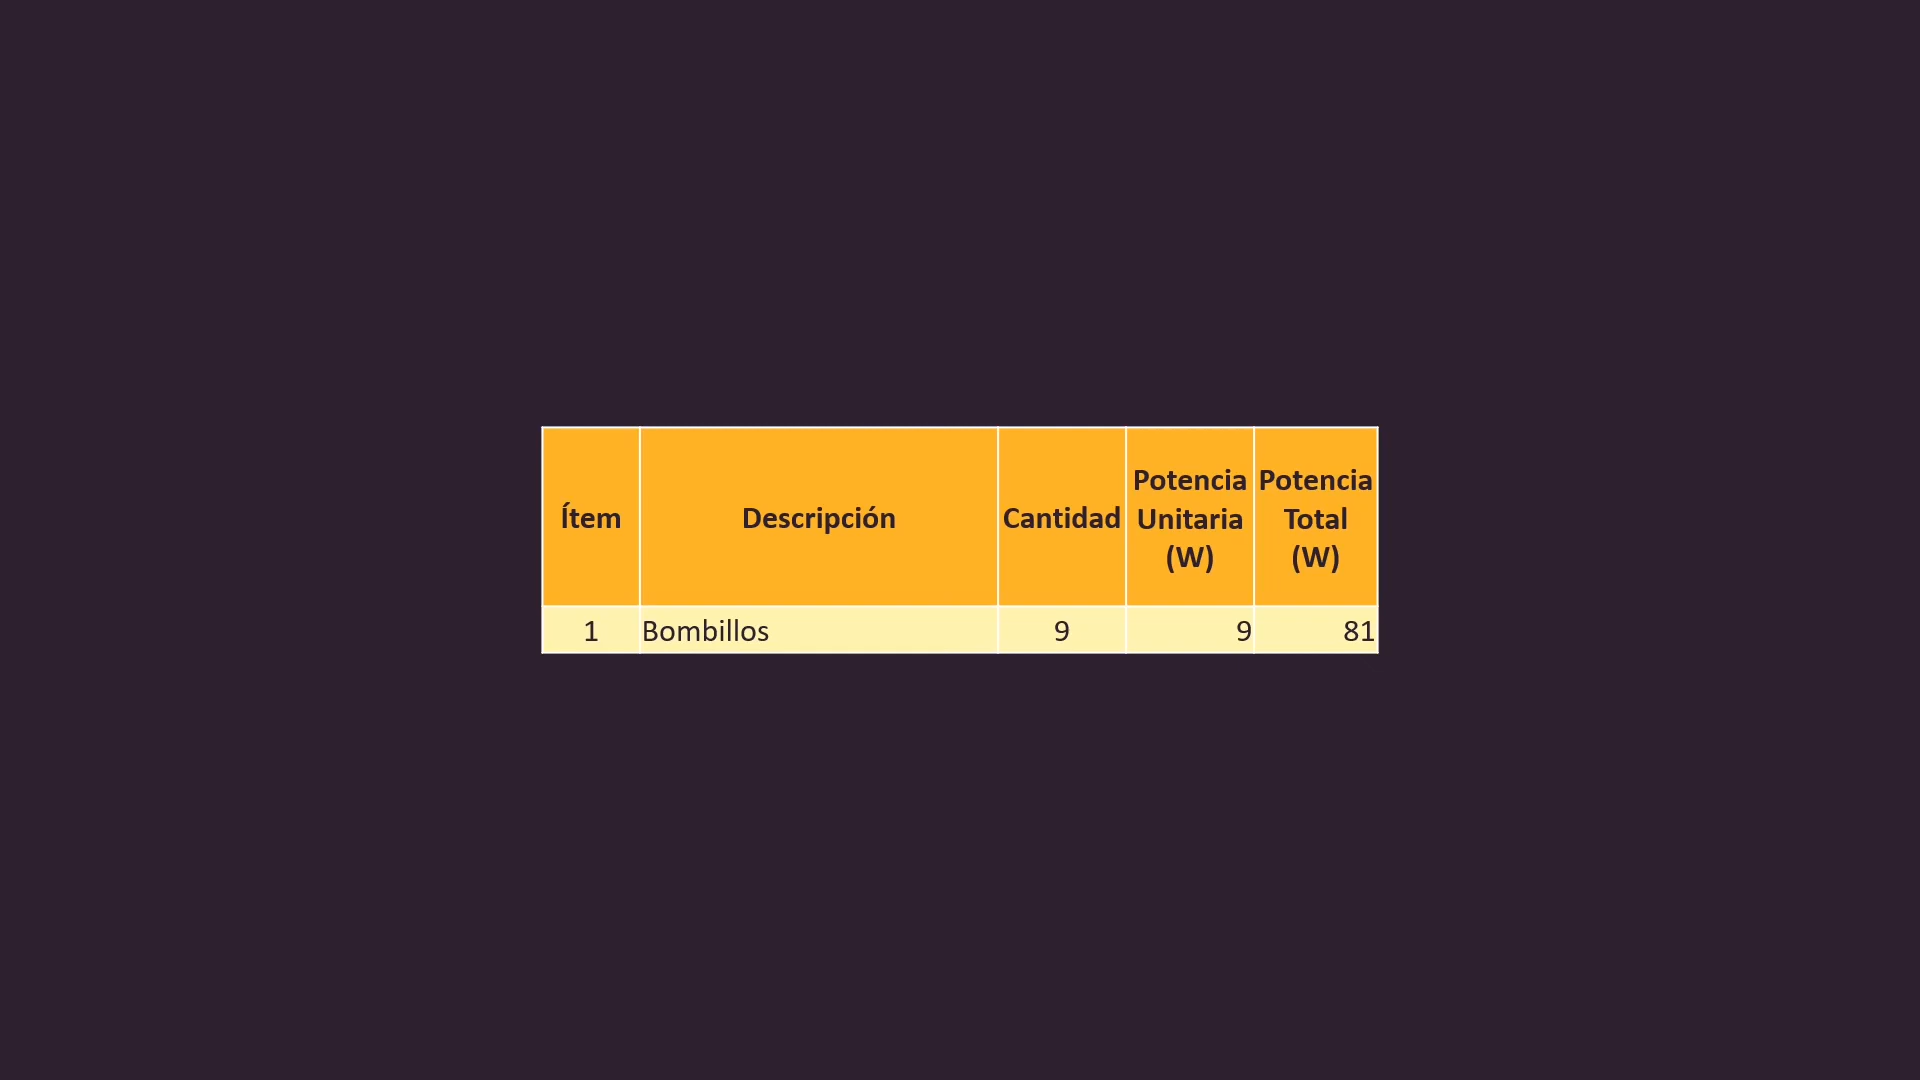 Ítem Descripción Cantidad Potencia Unitaria (W) Potencia Total (W)
1 Bombillos 9 9 81